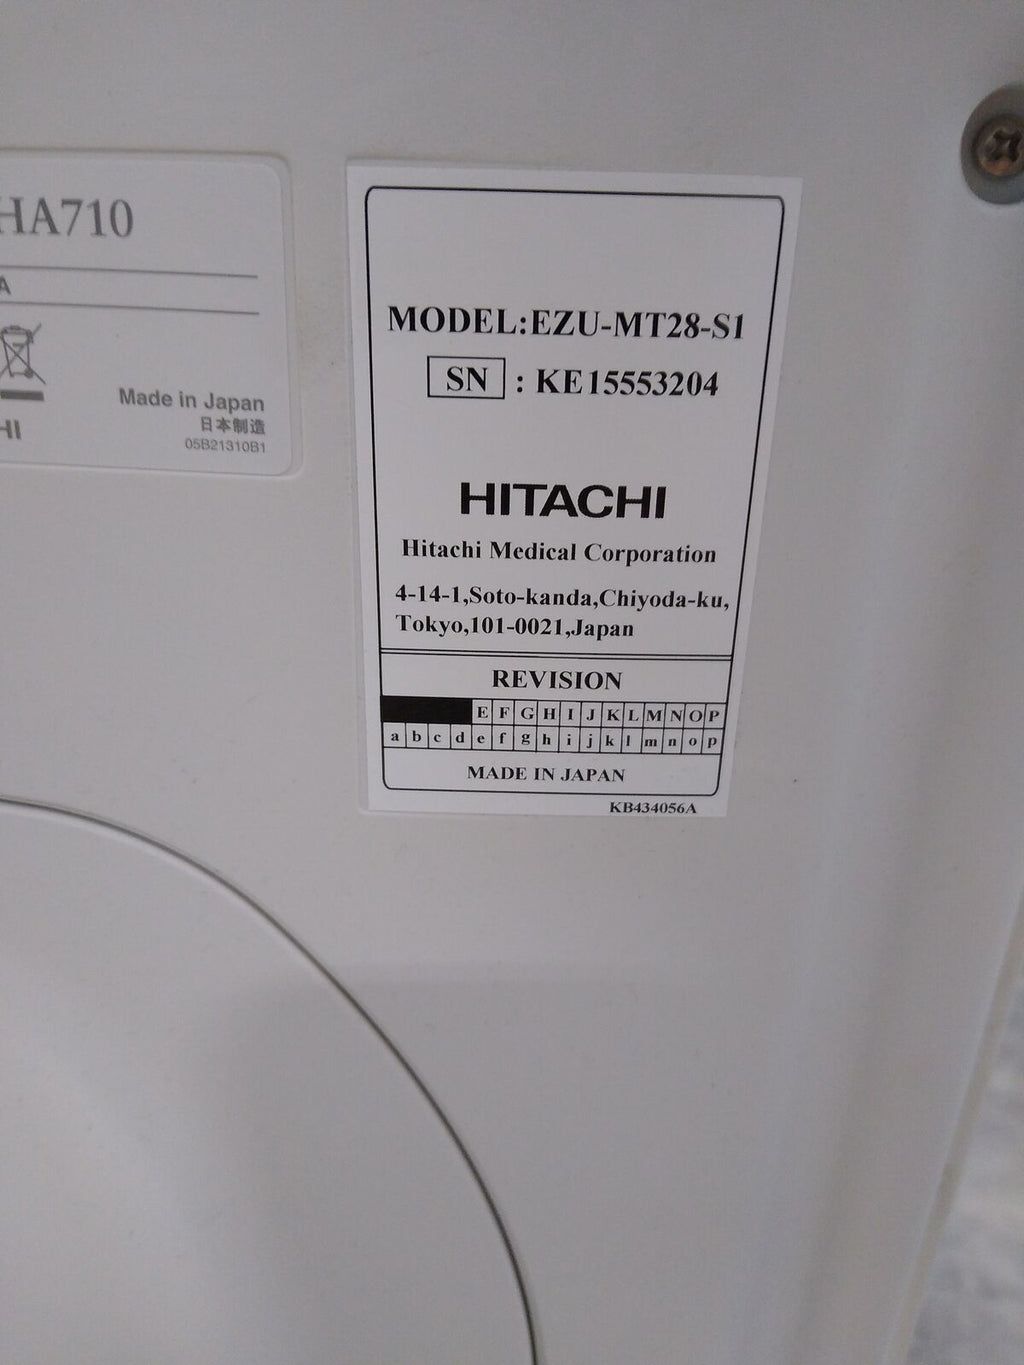 HA710
A
Made in Japan
日本制造
HI
05B21310B1
MODEL:EZU-MT28-S1
SN : KE15553204
HITACHI
Hitachi Medical Corporation
4-14-1,Soto-kanda,Chiyoda-ku,
Tokyo,101-0021,Japan
REVISION
E F G H I J K L M N O P
a b c d e f g h i j k l m n o p
MADE IN JAPAN
KB434056A